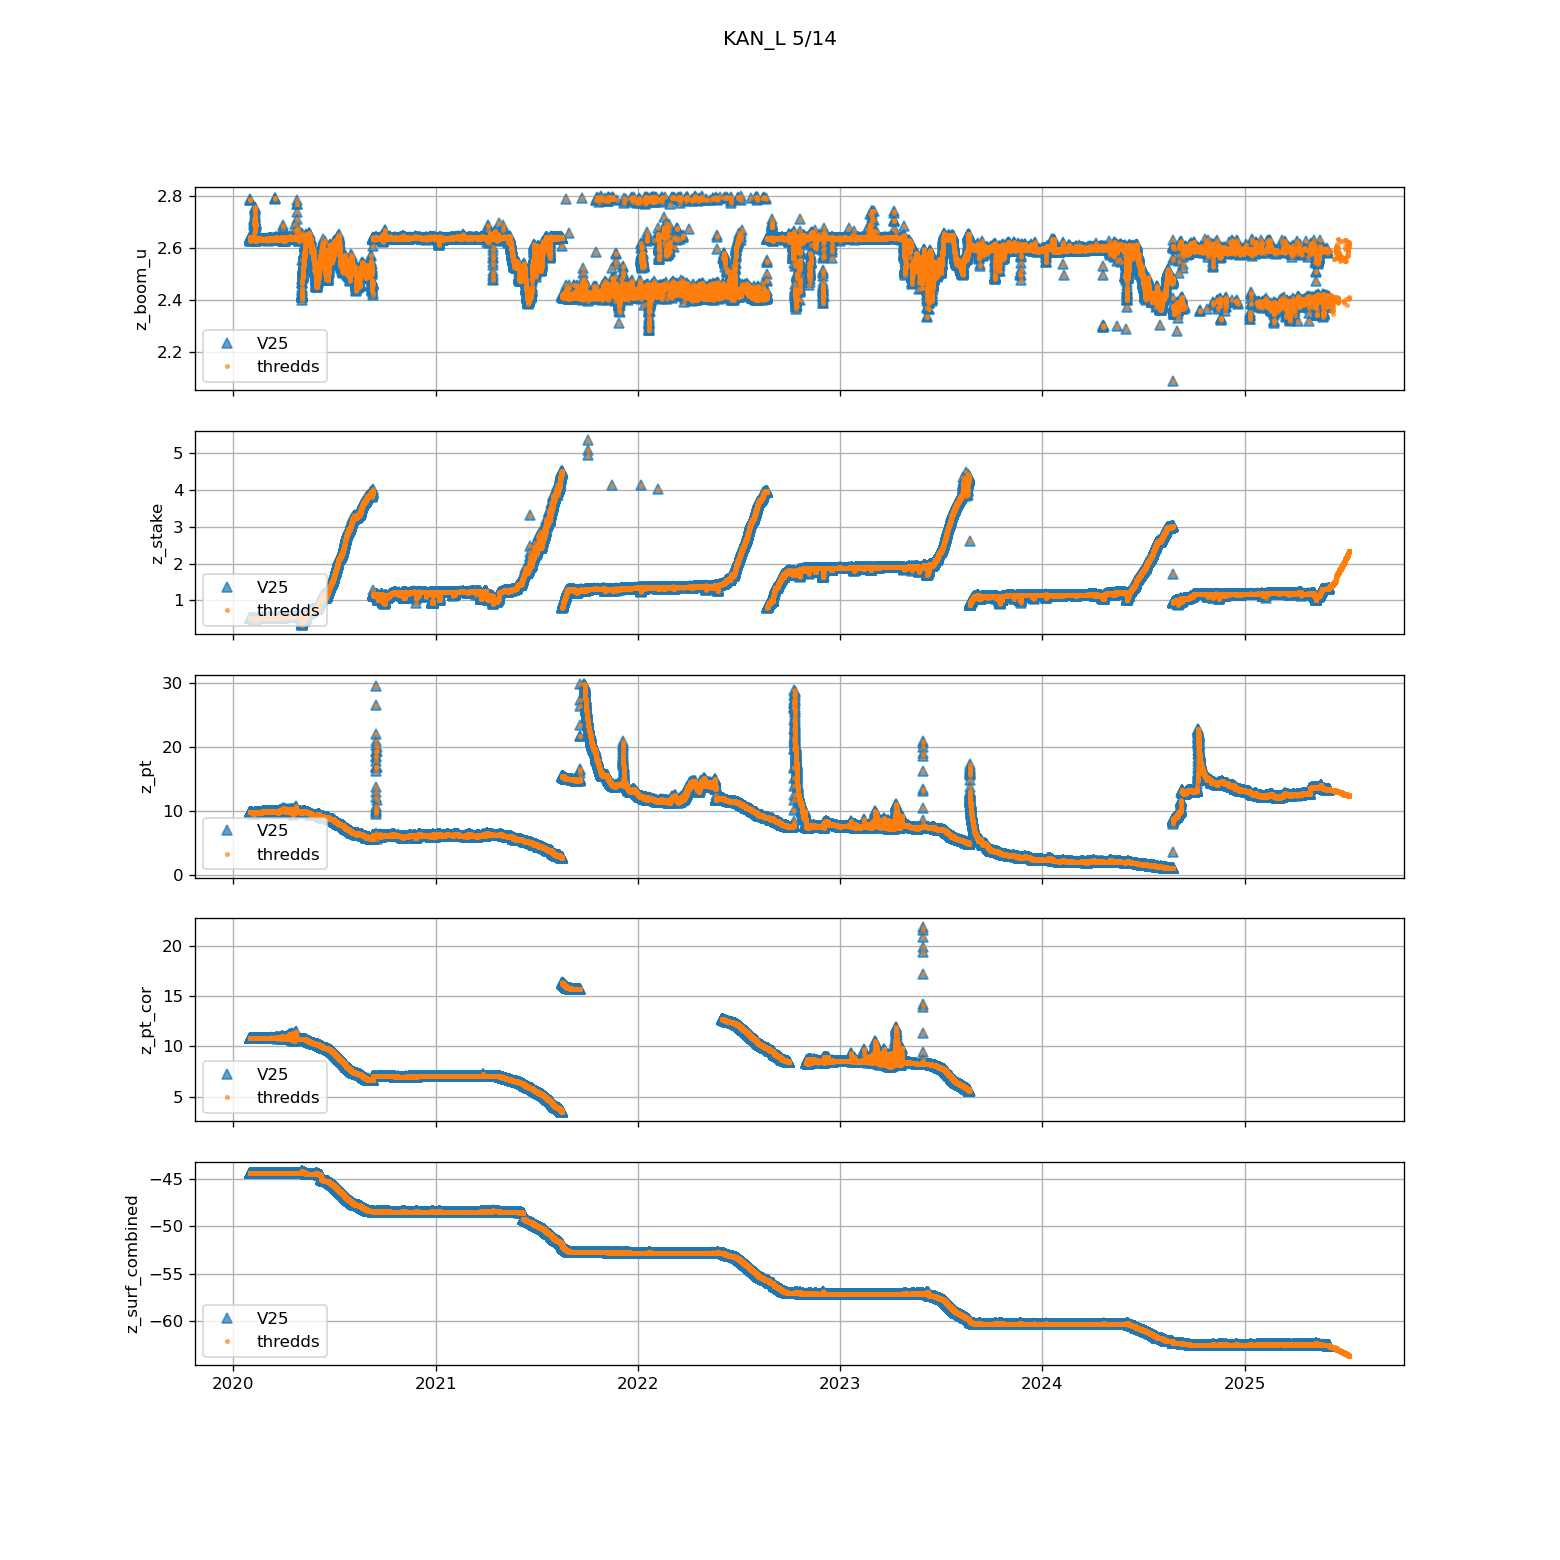 KAN_L 5/14
z_boom_u
2.8
2.6
2.4
2.2
V25
thredds
z_stake
5
4
3
2
1
V25
thredds
z_pt
30
20
10
0
V25
thredds
z_pt_cor
20
15
10
5
V25
thredds
z_surf_combined
−45
−50
−55
−60
V25
thredds
2020 2021 2022 2023 2024 2025